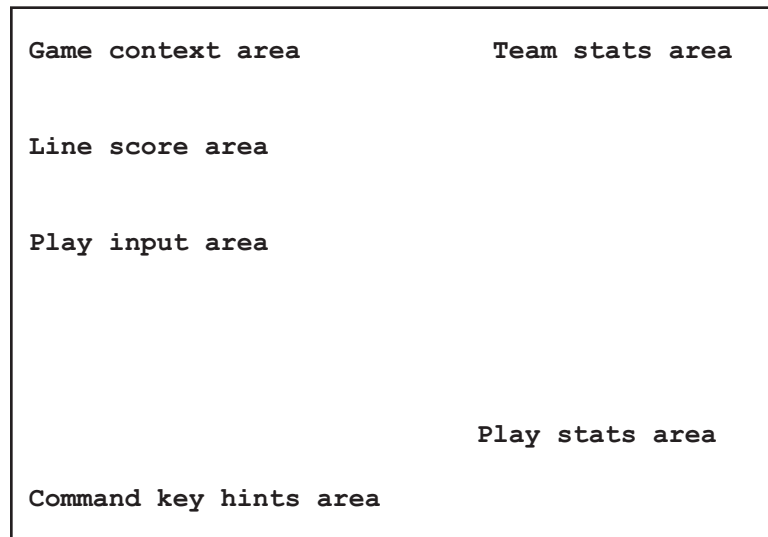 Game context area
Team stats area
Line score area
Play input area
Play stats area
Command key hints area